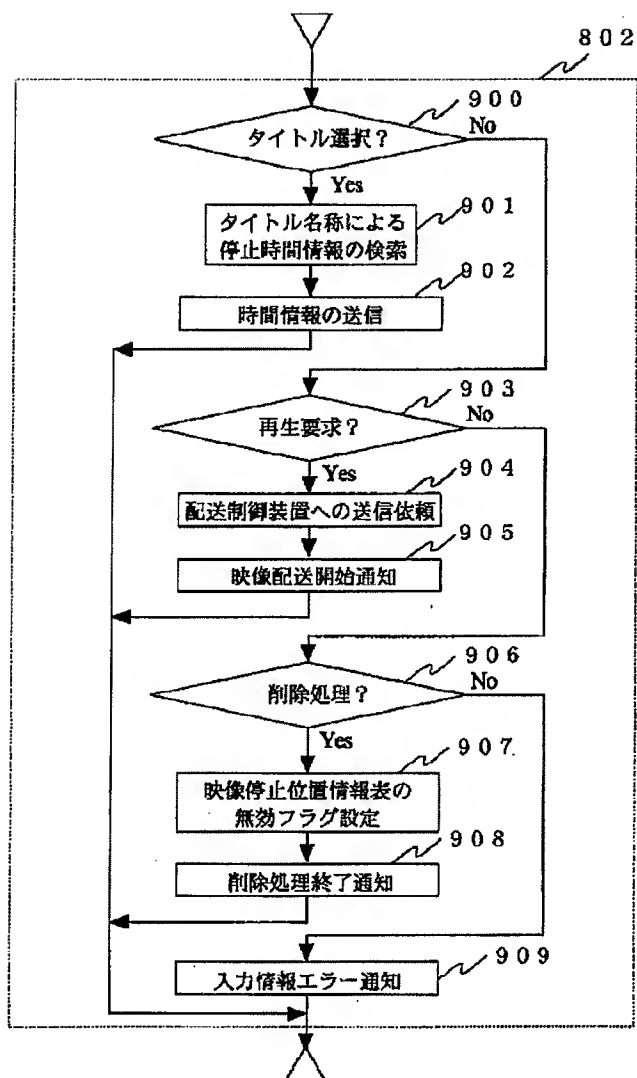 802
900
タイトル選択？
No
Yes
901
タイトル名称による
停止時間情報の検索
902
時間情報の送信
903
再生要求？
No
Yes
904
配送制御装置への送信依頼
905
映像配送開始通知
906
削除処理？
No
Yes
907
映像停止位置情報表の
無効フラグ設定
908
削除処理終了通知
909
入力情報エラー通知